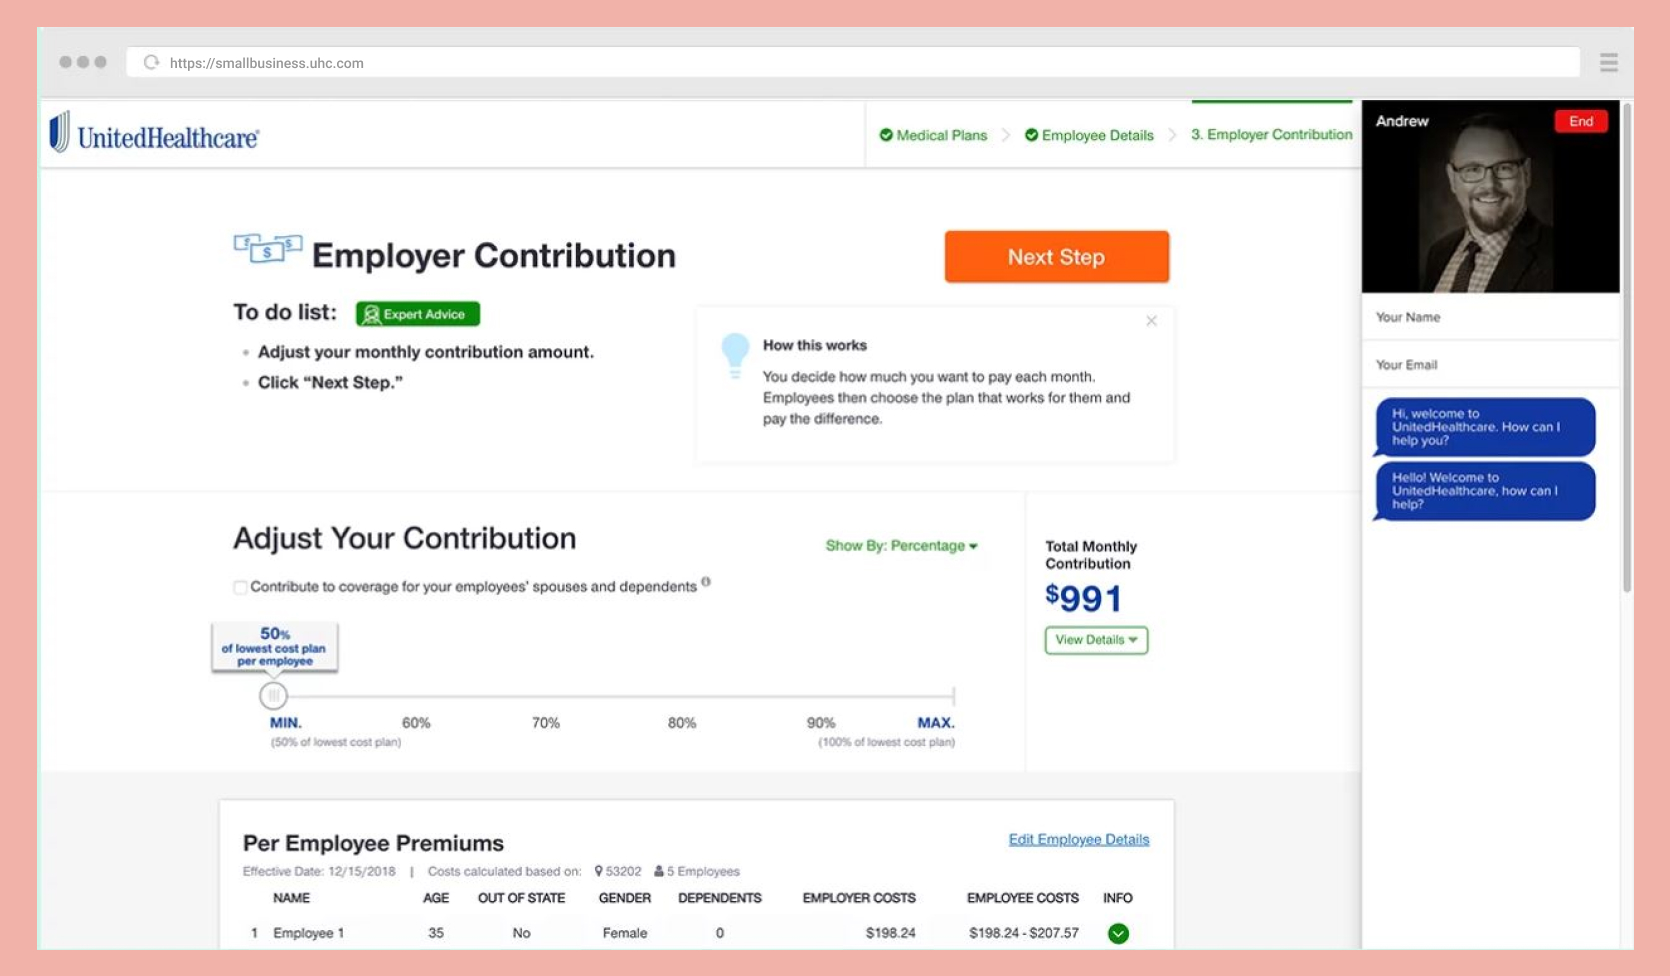 https://smallbusiness.uhc.com
UnitedHealthcare®
Medical Plans
Employee Details
3. Employer Contribution
Andrew
End
Employer Contribution
Next Step
To do list:
Expert Advice
Adjust your monthly contribution amount.
Click “Next Step.”
How this works
You decide how much you want to pay each month.
Employees then choose the plan that works for them and
pay the difference.
Your Name
Your Email
Hi, welcome to
UnitedHealthcare. How can I
help you?
Hello! Welcome to
UnitedHealthcare, how can I
help?
Adjust Your Contribution
Show By: Percentage
Contribute to coverage for your employees’ spouses and dependents
50%
of lowest cost plan
per employee
MIN. 60% 70% 80% 90% MAX.
(50% of lowest cost plan) (100% of lowest cost plan)
Total Monthly
Contribution
$991
View Details
Per Employee Premiums
Edit Employee Details
Effective Date: 12/15/2018 | Costs calculated based on: 53202 5 Employees
NAME AGE OUT OF STATE GENDER DEPENDENTS EMPLOYER COSTS EMPLOYEE COSTS INFO
1 Employee 1 35 No Female 0 $198.24 $198.24 - $207.57